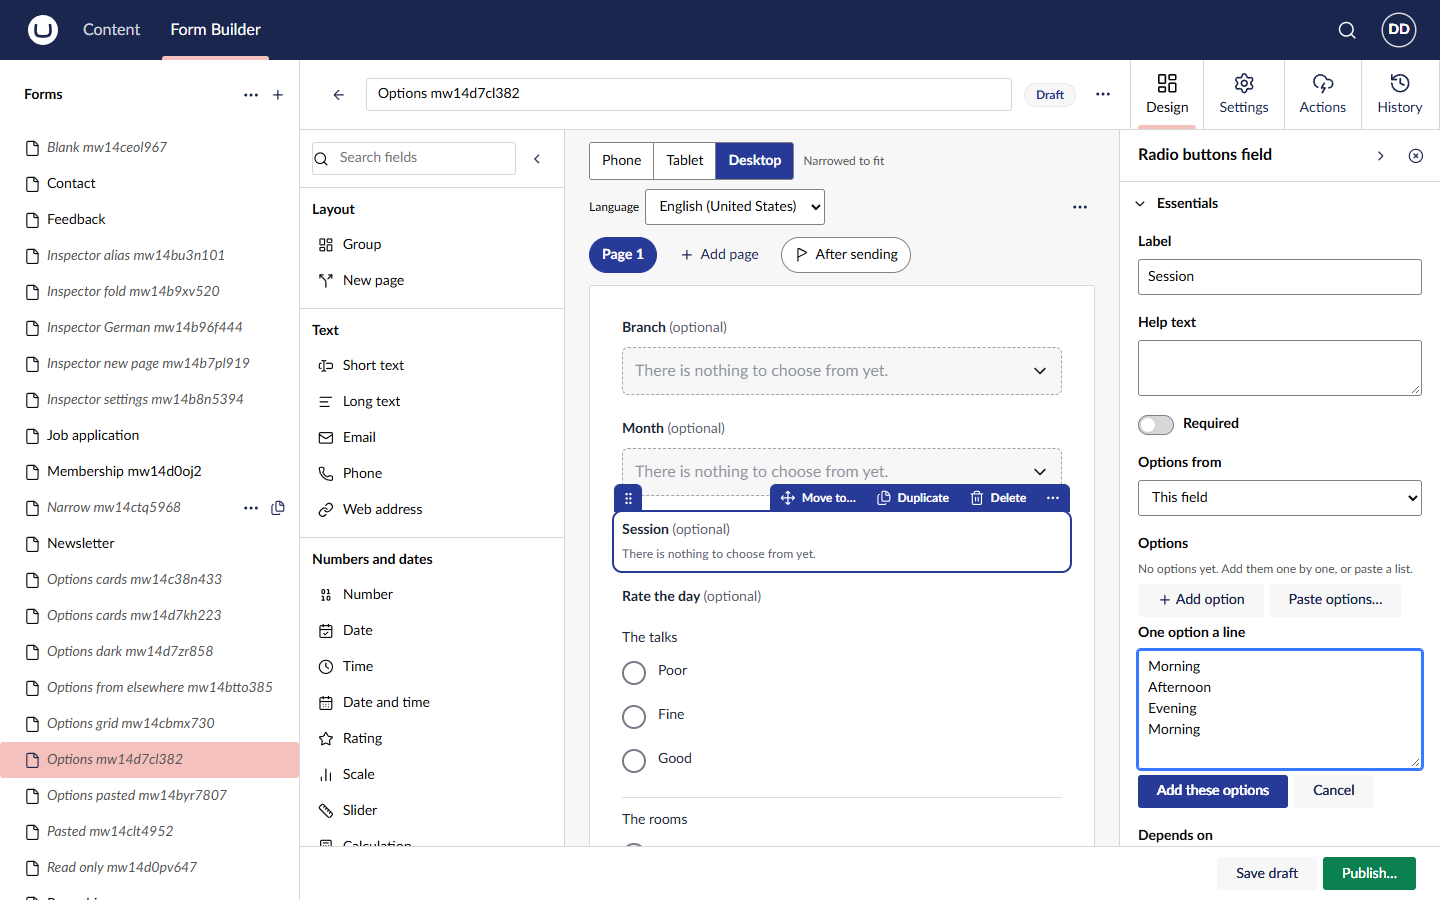 Content
Form Builder
DD
Forms
Blank mw14ceol967
Contact
Feedback
Inspector alias mw14bu3n101
Inspector fold mw14b9xv520
Inspector German mw14b96f444
Inspector new page mw14b7pl919
Inspector settings mw14b8n5394
Job application
Membership mw14d0oj2
Narrow mw14ctq5968
Newsletter
Options cards mw14c38n433
Options cards mw14d7kh223
Options dark mw14d7zr858
Options from elsewhere mw14btto385
Options grid mw14cbmx730
Options mw14d7cl382
Options pasted mw14byr7807
Pasted mw14clt4952
Read only mw14d0pv647
Options mw14d7cl382
Draft
Design
Settings
Actions
History
Search fields
Layout
Group
New page
Text
Short text
Long text
Email
Phone
Web address
Numbers and dates
Number
Date
Time
Date and time
Rating
Scale
Slider
Calculation
Phone
Tablet
Desktop
Narrowed to fit
Language
English (United States)
Page 1
Add page
After sending
Branch (optional)
There is nothing to choose from yet.
Month (optional)
There is nothing to choose from yet.
Move to...
Duplicate
Delete
Session (optional)
There is nothing to choose from yet.
Rate the day (optional)
The talks
Poor
Fine
Good
The rooms
Radio buttons field
Essentials
Label
Session
Help text
Required
Options from
This field
Options
No options yet. Add them one by one, or paste a list.
Add option
Paste options...
One option a line
Morning
Afternoon
Evening
Morning
Add these options
Cancel
Depends on
Save draft
Publish...